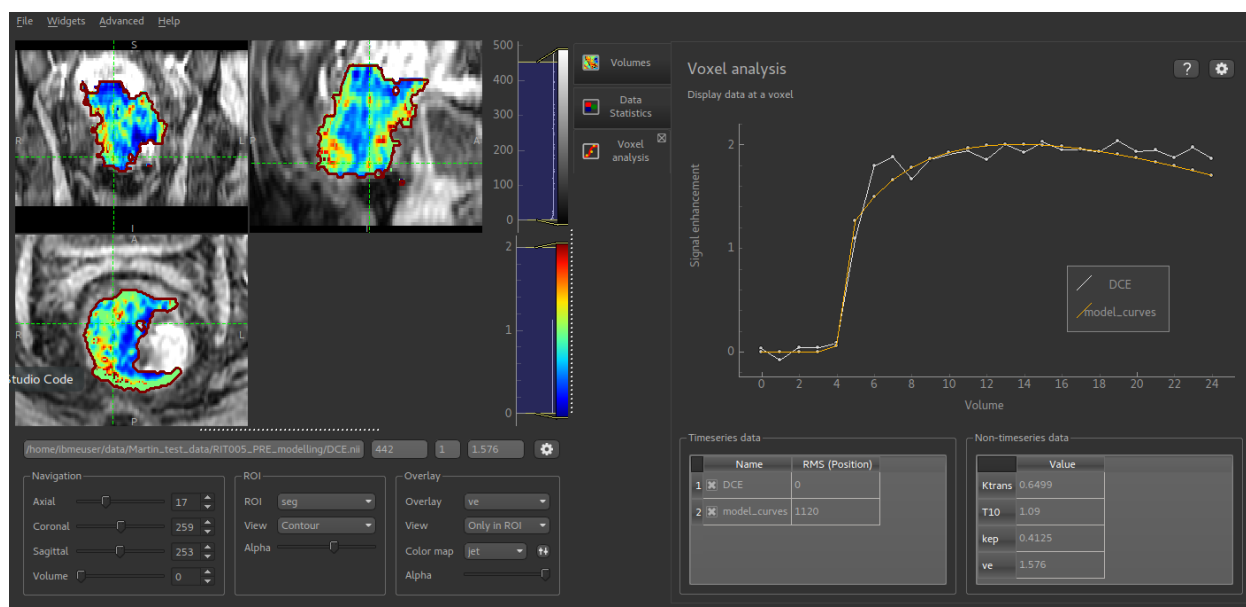 File Widgets Advanced Help
S
R
L
I
P
A
I
A
R
L
P
Studio Code
500
400
300
200
100
0
2
1
0
Volumes
Data
Statistics
Voxel
analysis
Voxel analysis
?
Display data at a voxel
Signal enhancement
2
1
0
DCE
model_curves
0 2 4 6 8 10 12 14 16 18 20 22 24
Volume
/home/ibmeuser/data/Martin_test_data/RIT005_PRE_modelling/DCE.nii 442 1 1.576
Navigation
Axial 17
Coronal 259
Sagittal 253
Volume 0
ROI
ROI seg
View Contour
Alpha
Overlay
Overlay ve
View Only in ROI
Color map jet
Alpha
Timeseries data
Name RMS (Position)
1 DCE 0
2 model_curves 1120
Non-timeseries data
Value
Ktrans 0.6499
T10 1.09
kep 0.4125
ve 1.576